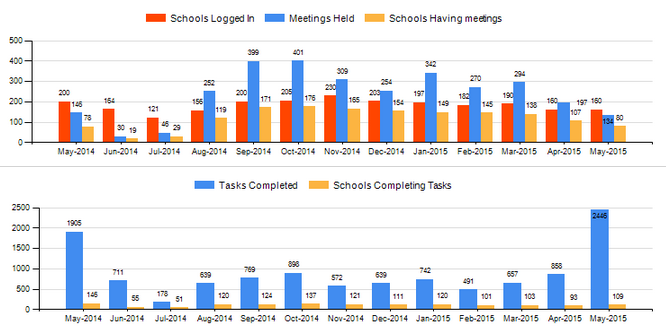 Schools Logged In Meetings Held Schools Having meetings
500
400
300
200
100
0
200 146 78 164 30 19 121 46 29 156 252 119 200 399 171 205 401 176 230 309 165 203 254 154 197 342 149 182 270 145 190 294 138 160 197 107 160 134 80
May-2014 Jun-2014 Jul-2014 Aug-2014 Sep-2014 Oct-2014 Nov-2014 Dec-2014 Jan-2015 Feb-2015 Mar-2015 Apr-2015 May-2015
Tasks Completed Schools Completing Tasks
2500
2000
1500
1000
500
0
1905 146 711 55 178 51 639 120 769 124 898 137 572 121 639 111 742 120 491 101 657 103 858 93 2446 109
May-2014 Jun-2014 Jul-2014 Aug-2014 Sep-2014 Oct-2014 Nov-2014 Dec-2014 Jan-2015 Feb-2015 Mar-2015 Apr-2015 May-2015